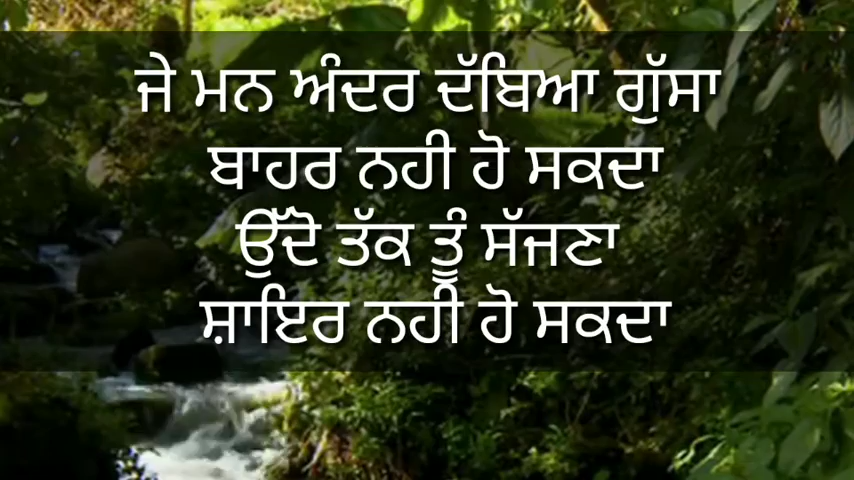 ਜੇ ਮਨ ਅੰਦਰ ਦੱਬਿਆ ਗੁੱਸਾ
ਬਾਹਰ ਨਹੀ ਹੋ ਸਕਦਾ
ਉੱਦੋ ਤੱਕ ਤੂੰ ਸੱਜਣਾ
ਸ਼ਾਇਰ ਨਹੀ ਹੋ ਸਕਦਾ